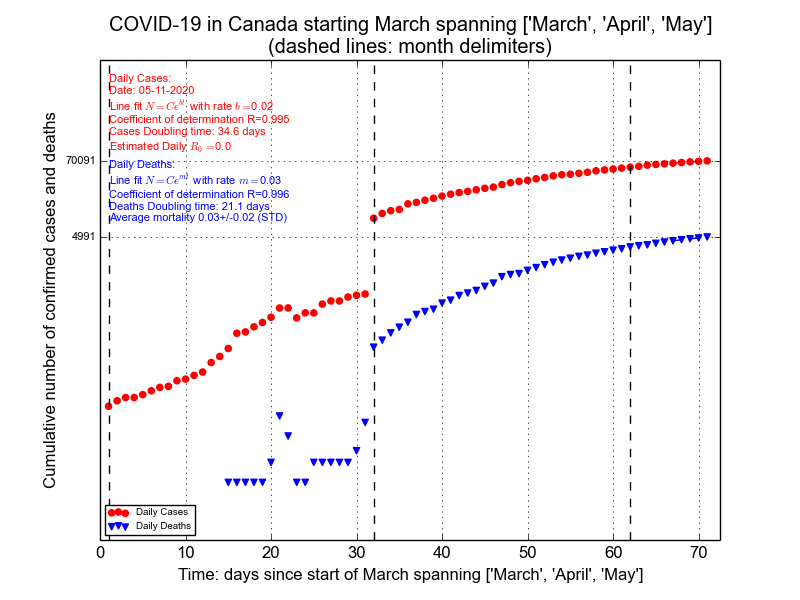 COVID-19 in Canada starting March spanning ['March', 'April', 'May']
(dashed lines: month delimiters)
Daily Cases:
Date: 05-11-2020
Line fit N = Ce^{bt}: with rate b =0.02
Coefficient of determination R=0.995
Cases Doubling time: 34.6 days
Estimated Daily R_0 =0.0
Daily Deaths:
Line fit N = Ce^{mt}: with rate m =0.03
Coefficient of determination R=0.996
Deaths Doubling time: 21.1 days
Average mortality 0.03+/-0.02 (STD)
70091
4991
Cumulative number of confirmed cases and deaths
Daily Cases
Daily Deaths
0 10 20 30 40 50 60 70
Time: days since start of March spanning ['March', 'April', 'May']